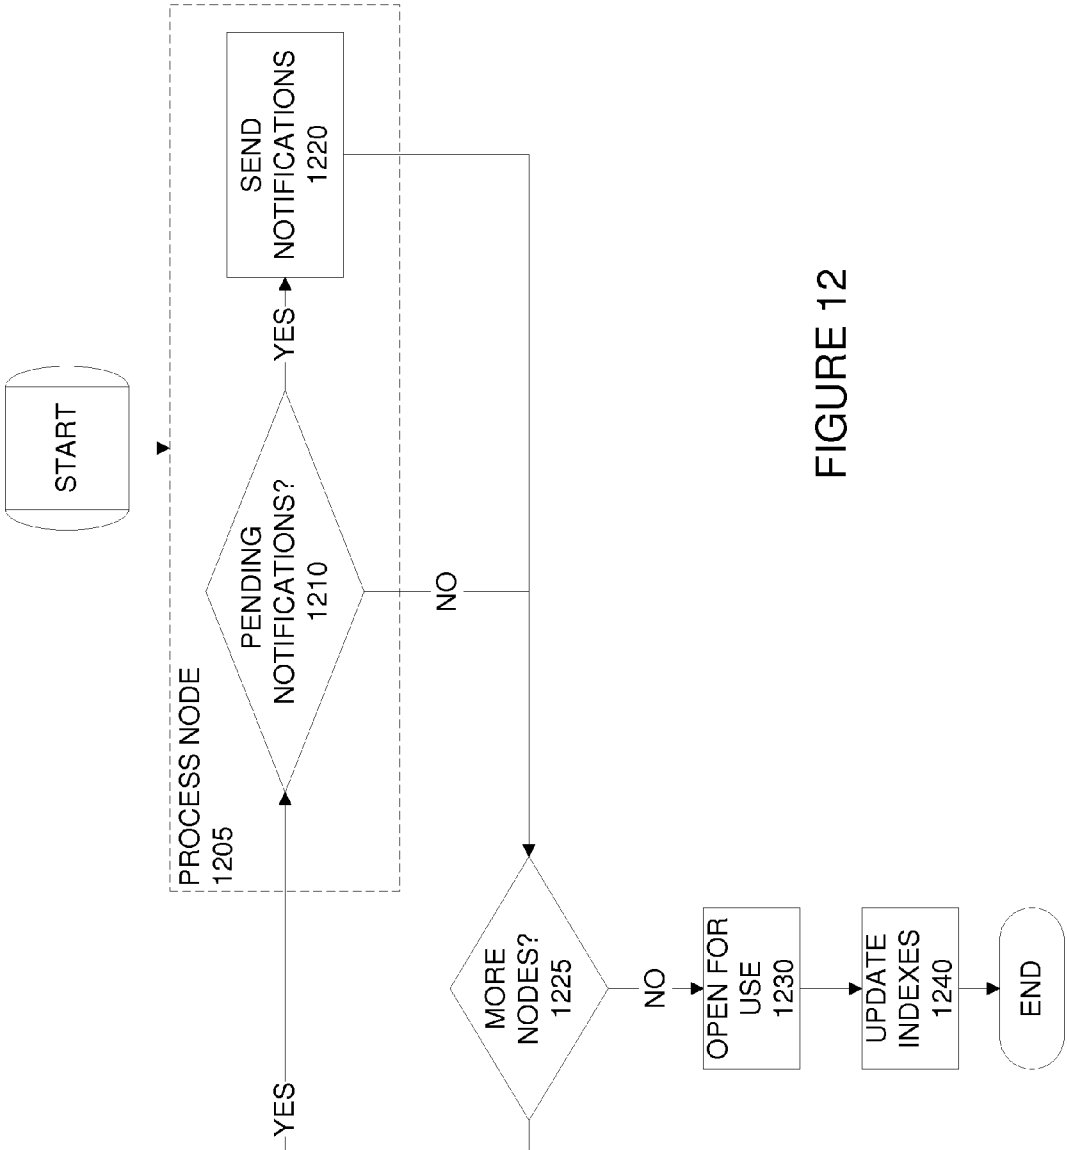 START
PROCESS NODE
1205
PENDING
NOTIFICATIONS?
1210
YES
SEND
NOTIFICATIONS
1220
NO
YES
MORE
NODES?
1225
NO
OPEN FOR
USE
1230
UPDATE
INDEXES
1240
END
FIGURE 12